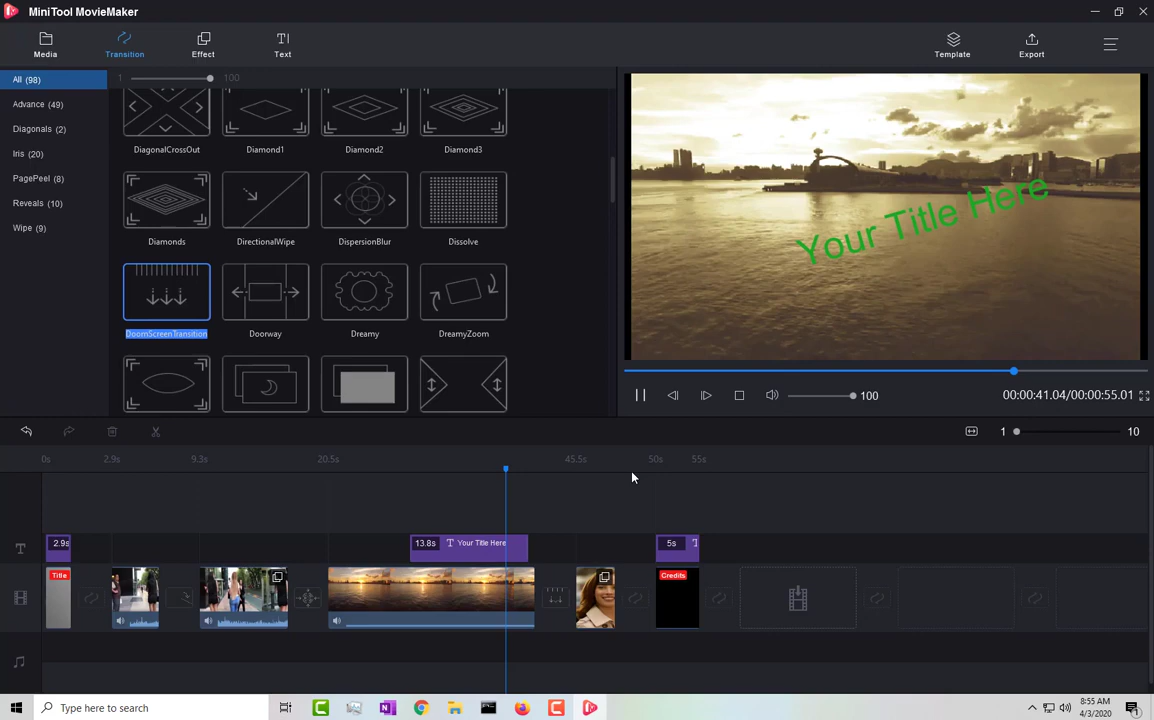 MiniTool MovieMaker
Media
Transition
Effect
Text
Template
Export
All (98)
1
100
Advance (49)
Diagonals (2)
Iris (20)
PagePeel (8)
Reveals (10)
Wipe (9)
DiagonalCrossOut
Diamond1
Diamond2
Diamond3
Diamonds
DirectionalWipe
DispersionBlur
Dissolve
DoomScreenTransition
Doorway
Dreamy
DreamyZoom
Your Title Here
100
00:00:41.04/00:00:55.01
1
10
0s
2.9s
9.3s
20.5s
45.5s
50s
55s
2.9s
13.8s
Your Title Here
5s
Title
Credits
Type here to search
8:55 AM
4/3/2020